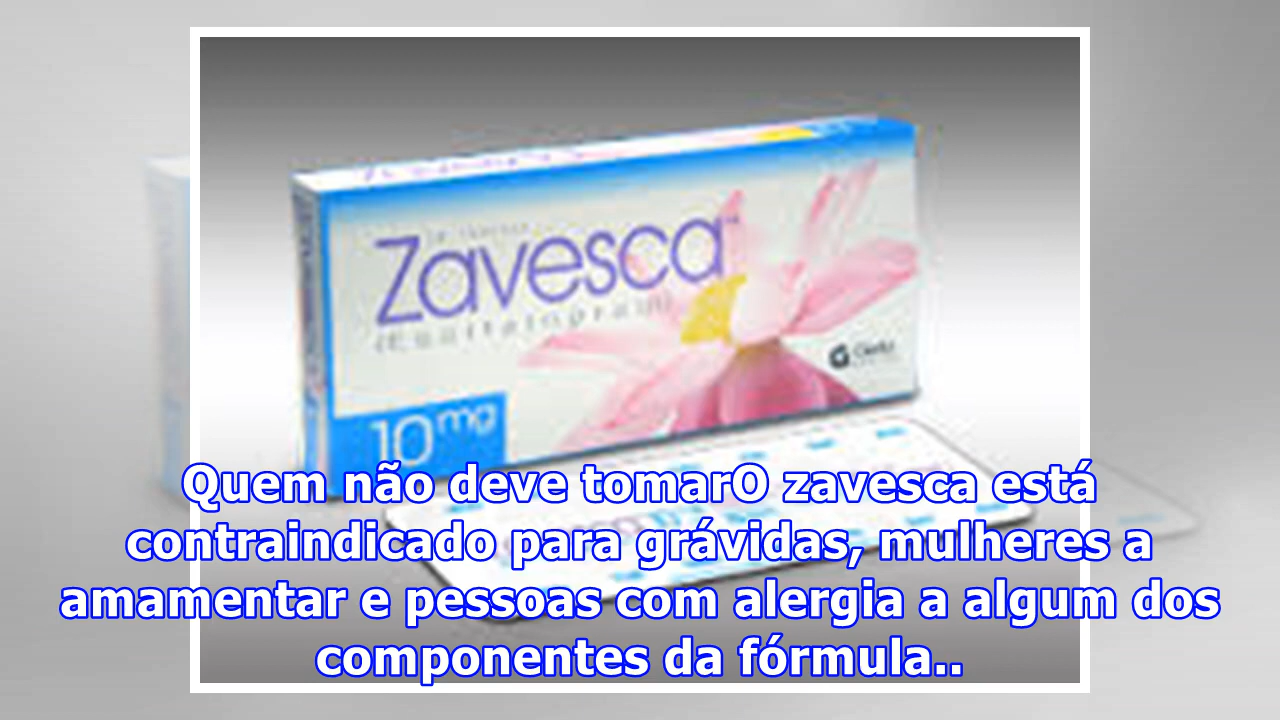 Zavesca
10 mg
Quem não deve tomarO zavesca está
contraindicado para grávidas, mulheres a
amamentar e pessoas com alergia a algum dos
componentes da fórmula..